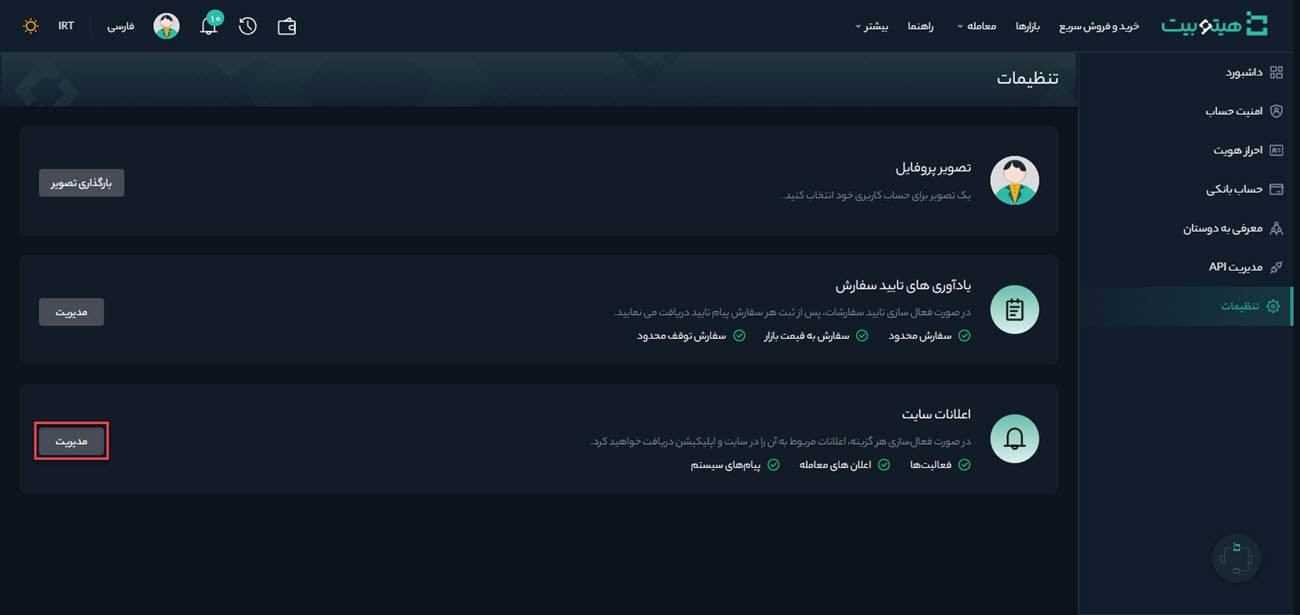 هیتوبیت
خرید و فروش سریع
بازارها
معامله
راهنما
بیشتر
۱۰
فارسی
IRT
داشبورد
امنیت حساب
احراز هویت
حساب بانکی
معرفی به دوستان
مدیریت API
تنظیمات
تنظیمات
تصویر پروفایل
یک تصویر برای حساب کاربری خود انتخاب کنید.
بارگذاری تصویر
یادآوری های تایید سفارش
در صورت فعال سازی تایید سفارشات، پس از ثبت هر سفارش پیام تایید دریافت می نمایید.
سفارش محدود سفارش به قیمت بازار سفارش توقف محدود
مدیریت
اعلانات سایت
در صورت فعال‌سازی هر گزینه، اعلانات مربوط به آن را در سایت و اپلیکیشن دریافت خواهید کرد.
فعالیت‌ها اعلان های معامله پیام‌های سیستم
مدیریت